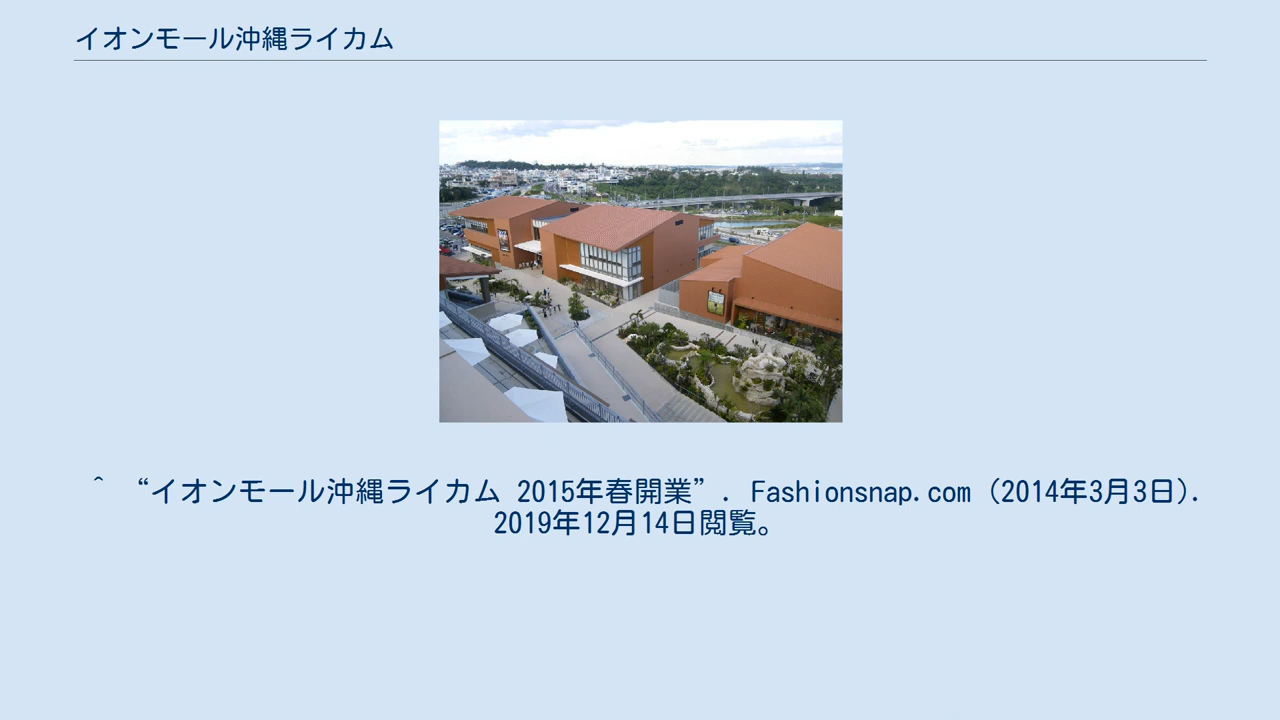 イオンモール沖縄ライカム
^ “イオンモール沖縄ライカム 2015年春開業”. Fashionsnap.com (2014年3月3日).
2019年12月14日閲覧。